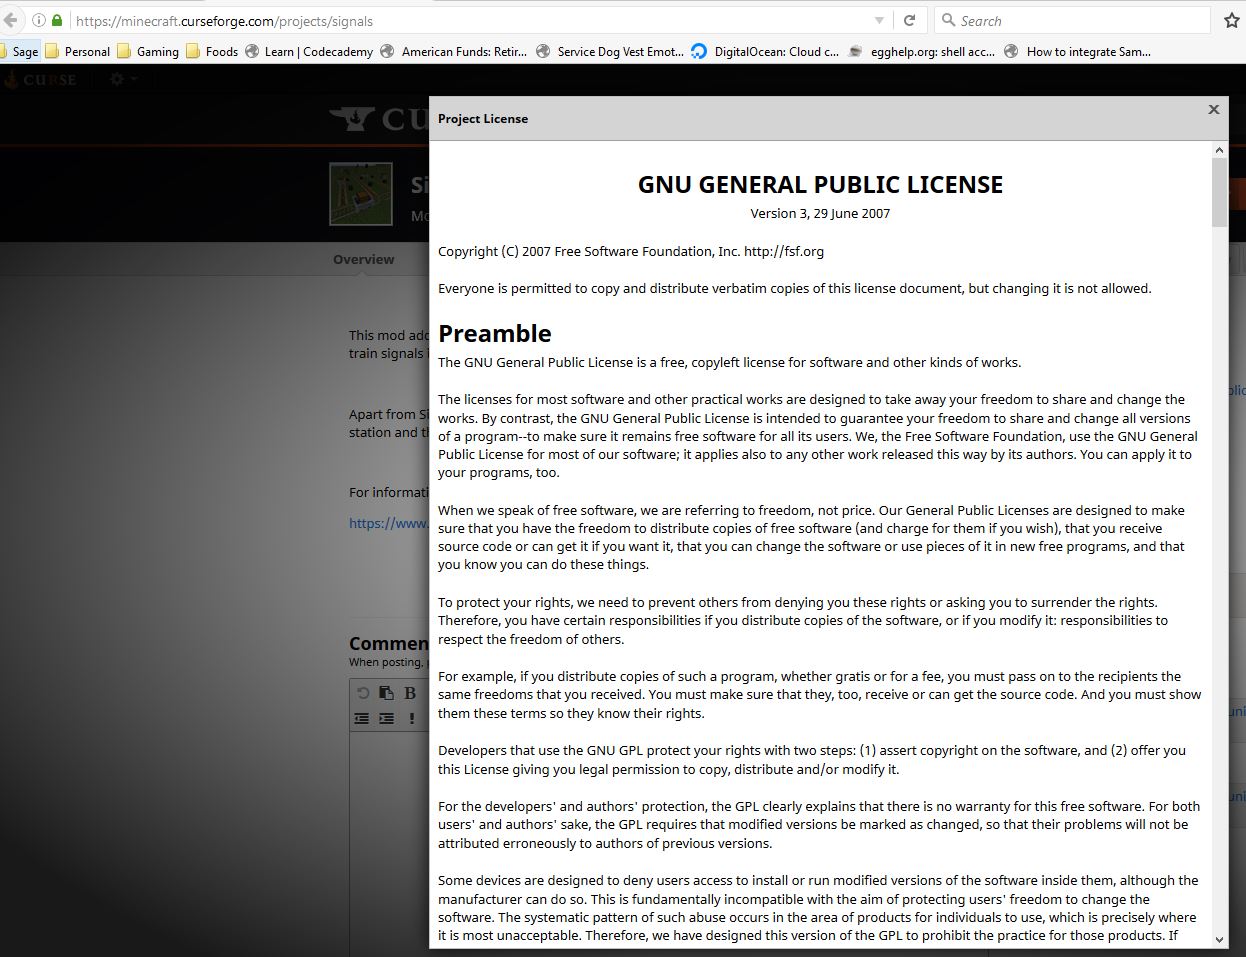 https://minecraft.curseforge.com/projects/signals
Search
Sage Personal Gaming Foods Learn | Codecademy American Funds: Retir... Service Dog Vest Emot... DigitalOcean: Cloud c... egghelp.org: shell acc... How to integrate Sam...
CURSE
CU
Project License
Si
Mo
Overview
This mod add
train signals i
Apart from Si
station and th
For informati
https://www.
Commen
When posting, p
B
GNU GENERAL PUBLIC LICENSE
Version 3, 29 June 2007
Copyright (C) 2007 Free Software Foundation, Inc. http://fsf.org
Everyone is permitted to copy and distribute verbatim copies of this license document, but changing it is not allowed.
Preamble
The GNU General Public License is a free, copyleft license for software and other kinds of works.
The licenses for most software and other practical works are designed to take away your freedom to share and change the
works. By contrast, the GNU General Public License is intended to guarantee your freedom to share and change all versions
of a program--to make sure it remains free software for all its users. We, the Free Software Foundation, use the GNU General
Public License for most of our software; it applies also to any other work released this way by its authors. You can apply it to
your programs, too.
When we speak of free software, we are referring to freedom, not price. Our General Public Licenses are designed to make
sure that you have the freedom to distribute copies of free software (and charge for them if you wish), that you receive
source code or can get it if you want it, that you can change the software or use pieces of it in new free programs, and that
you know you can do these things.
To protect your rights, we need to prevent others from denying you these rights or asking you to surrender the rights.
Therefore, you have certain responsibilities if you distribute copies of the software, or if you modify it: responsibilities to
respect the freedom of others.
For example, if you distribute copies of such a program, whether gratis or for a fee, you must pass on to the recipients the
same freedoms that you received. You must make sure that they, too, receive or can get the source code. And you must show
them these terms so they know their rights.
Developers that use the GNU GPL protect your rights with two steps: (1) assert copyright on the software, and (2) offer you
this License giving you legal permission to copy, distribute and/or modify it.
For the developers' and authors' protection, the GPL clearly explains that there is no warranty for this free software. For both
users' and authors' sake, the GPL requires that modified versions be marked as changed, so that their problems will not be
attributed erroneously to authors of previous versions.
Some devices are designed to deny users access to install or run modified versions of the software inside them, although the
manufacturer can do so. This is fundamentally incompatible with the aim of protecting users' freedom to change the
software. The systematic pattern of such abuse occurs in the area of products for individuals to use, which is precisely where
it is most unacceptable. Therefore, we have designed this version of the GPL to prohibit the practice for those products. If